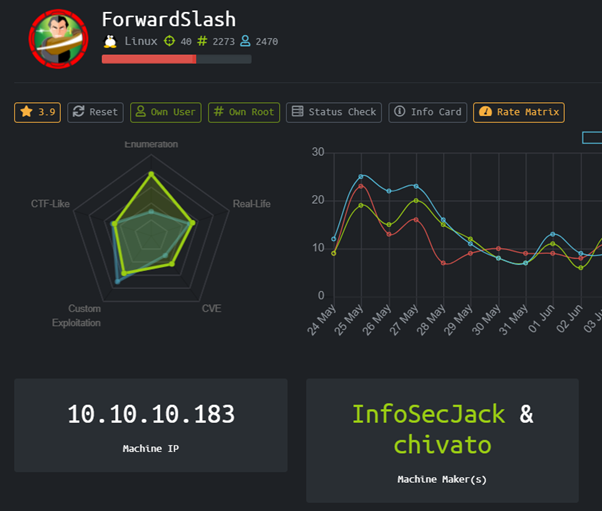 ForwardSlash
Linux 40 # 2273 2470
3.9 Reset Own User # Own Root Status Check Info Card Rate Matrix
Enumeration
CTF-Like
Real-Life
Custom
Exploitation
CVE
30
20
10
0
24 May 25 May 26 May 27 May 28 May 29 May 30 May 31 May 01 Jun 02 Jun 03 Ju
10.10.10.183
Machine IP
InfoSecJack &
chivato
Machine Maker(s)